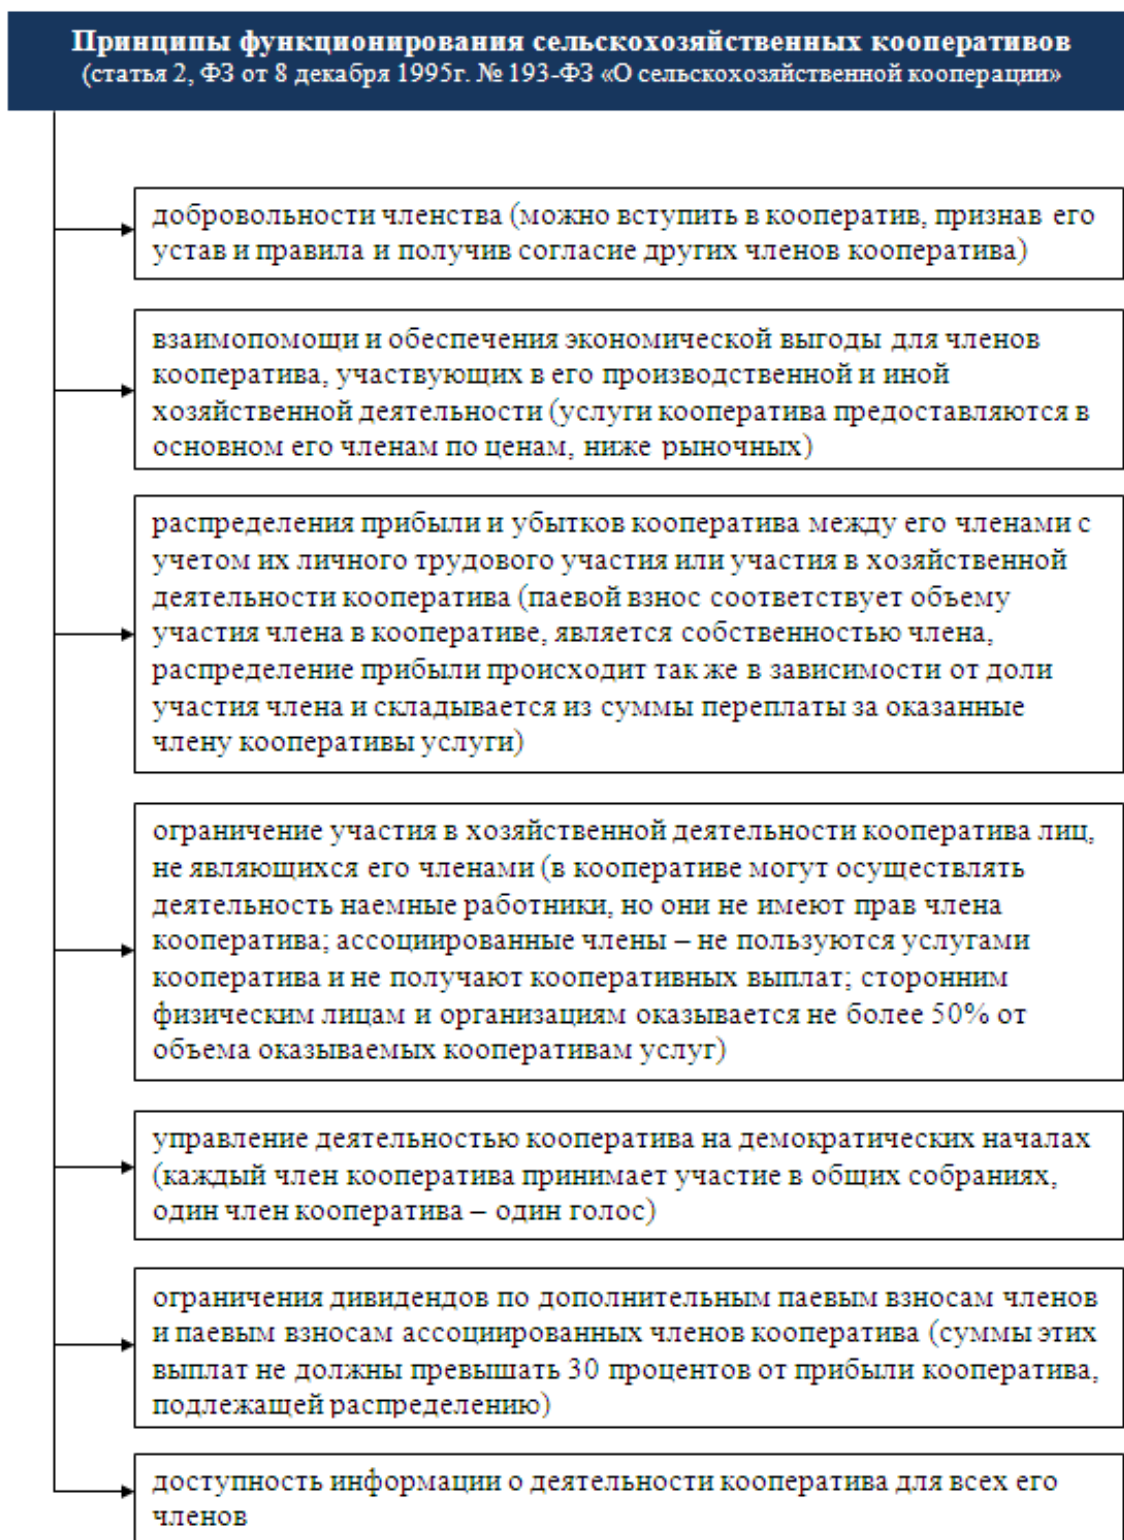 Принципы функционирования сельскохозяйственных кооперативов
(статья 2, ФЗ от 8 декабря 1995г. № 193-ФЗ «О сельскохозяйственной кооперации»
добровольности членства (можно вступить в кооператив, признав его
устав и правила и получив согласие других членов кооператива)
взаимопомощи и обеспечения экономической выгоды для членов
кооператива, участвующих в его производственной и иной
хозяйственной деятельности (услуги кооператива предоставляются в
основном его членам по ценам, ниже рыночных)
распределения прибыли и убытков кооператива между его членами с
учетом их личного трудового участия или участия в хозяйственной
деятельности кооператива (паевой взнос соответствует объему
участия члена в кооперативе, является собственностью члена,
распределение прибыли происходит так же в зависимости от доли
участия члена и складывается из суммы переплаты за оказанные
члену кооперативы услуги)
ограничение участия в хозяйственной деятельности кооператива лиц,
не являющихся его членами (в кооперативе могут осуществлять
деятельность наемные работники, но они не имеют прав члена
кооператива; ассоциированные члены – не пользуются услугами
кооператива и не получают кооперативных выплат; сторонним
физическим лицам и организациям оказывается не более 50% от
объема оказываемых кооперативам услуг)
управление деятельностью кооператива на демократических началах
(каждый член кооператива принимает участие в общих собраниях,
один член кооператива – один голос)
ограничения дивидендов по дополнительным паевым взносам членов
и паевым взносам ассоциированных членов кооператива (суммы этих
выплат не должны превышать 30 процентов от прибыли кооператива,
подлежащей распределению)
доступность информации о деятельности кооператива для всех его
членов